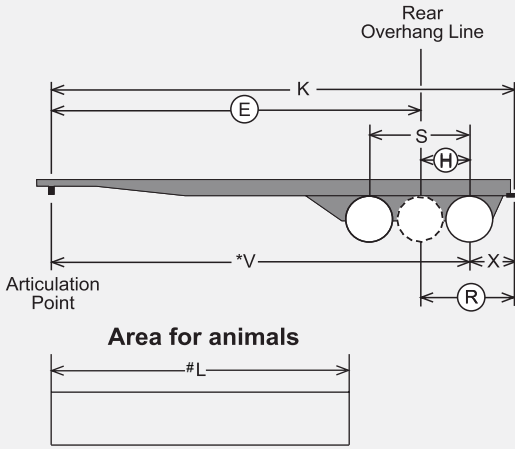 Rear
Overhang Line
K
E
S
H
*V
X
Articulation
Point
R
Area for animals
#L